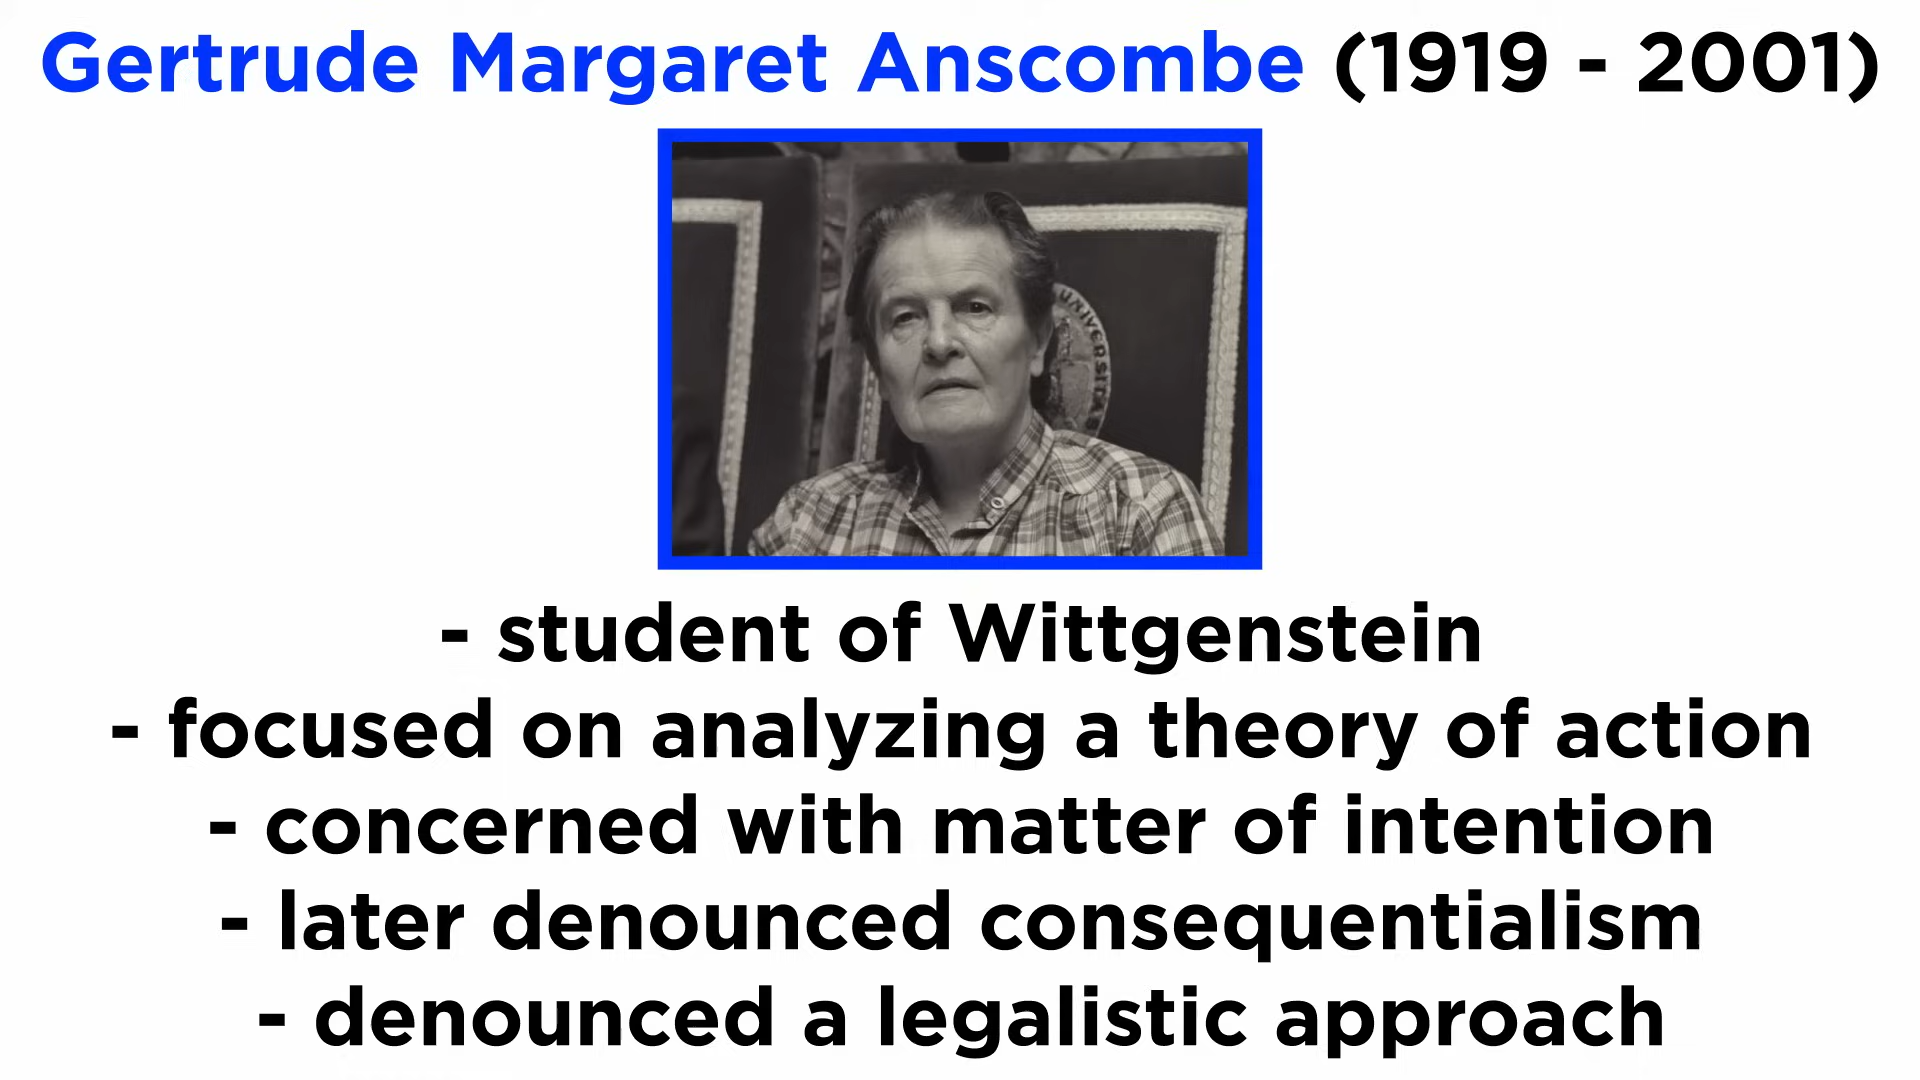 Gertrude Margaret Anscombe (1919 - 2001)
UNIVERSITA
- student of Wittgenstein
- focused on analyzing a theory of action
- concerned with matter of intention
- later denounced consequentialism
- denounced a legalistic approach